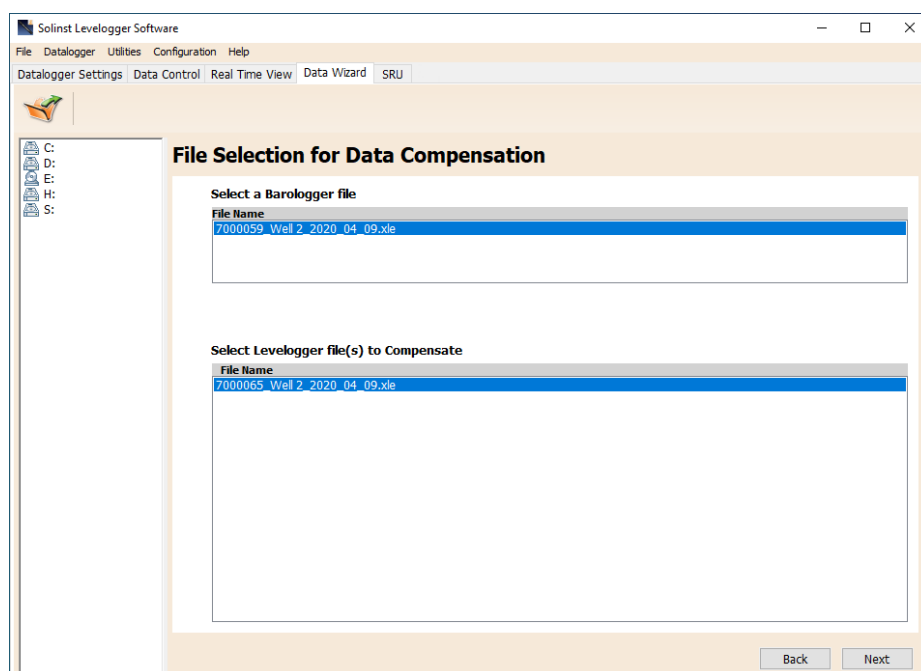 Solinst Levelogger Software
File Datalogger Utilities Configuration Help
Datalogger Settings Data Control Real Time View Data Wizard SRU
C:
D:
E:
H:
S:
File Selection for Data Compensation
Select a Barologger file
File Name
7000059_Well 2_2020_04_09.xle
Select Levelogger file(s) to Compensate
File Name
7000065_Well 2_2020_04_09.xle
Back Next